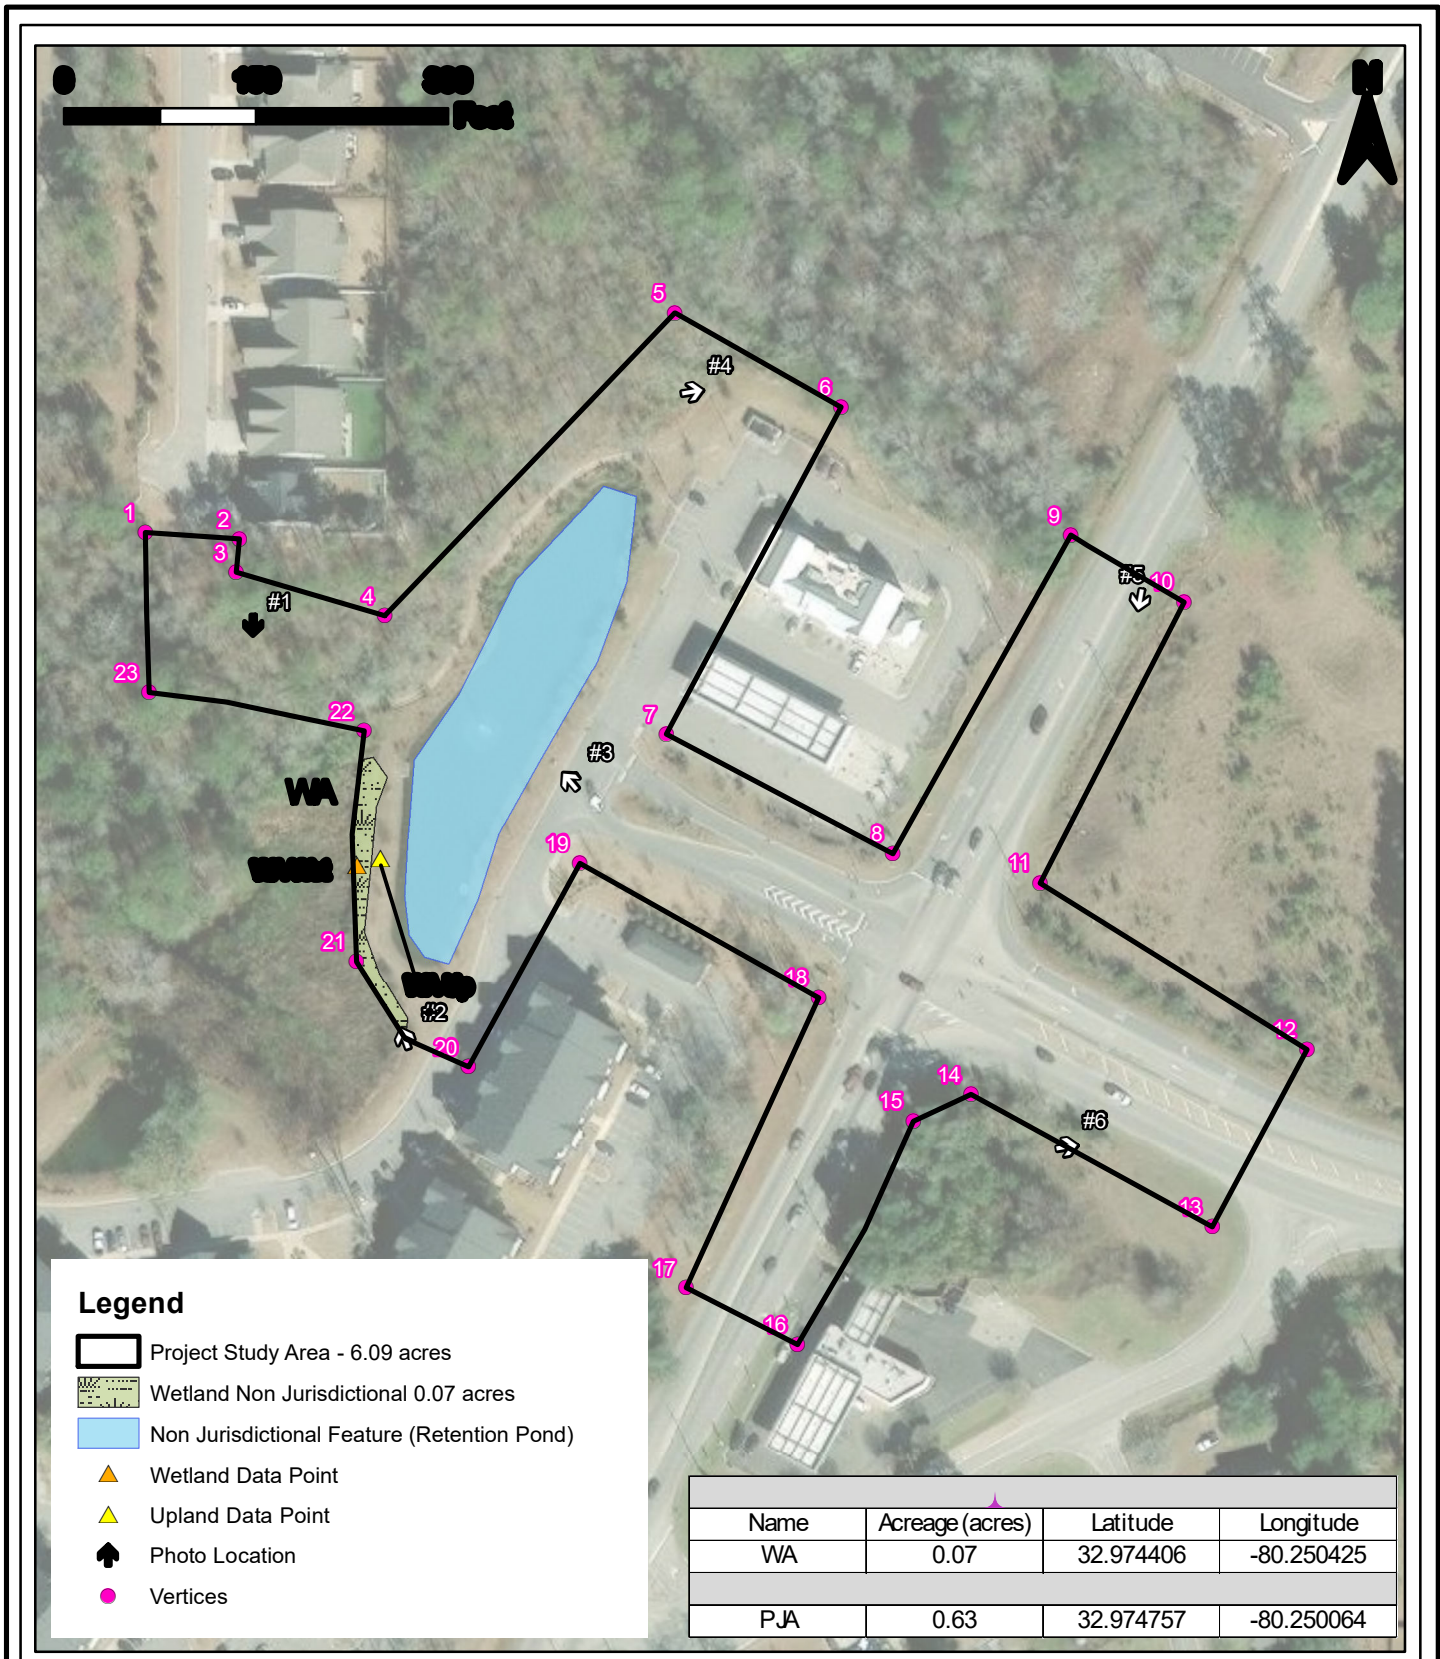 0 100 200
Feet
N
5
#4
6
1
2
9
3
#5 10
#1
4
23
22
7
#3
WA
8
19
11
21
18
#2
12
20
14
15
#6
13
17
16
Legend
Project Study Area - 6.09 acres
Wetland Non Jurisdictional 0.07 acres
Non Jurisdictional Feature (Retention Pond)
Wetland Data Point
Upland Data Point
Photo Location
Vertices
Name Acreage (acres) Latitude Longitude
WA 0.07 32.974406 -80.250425
PJA 0.63 32.974757 -80.250064